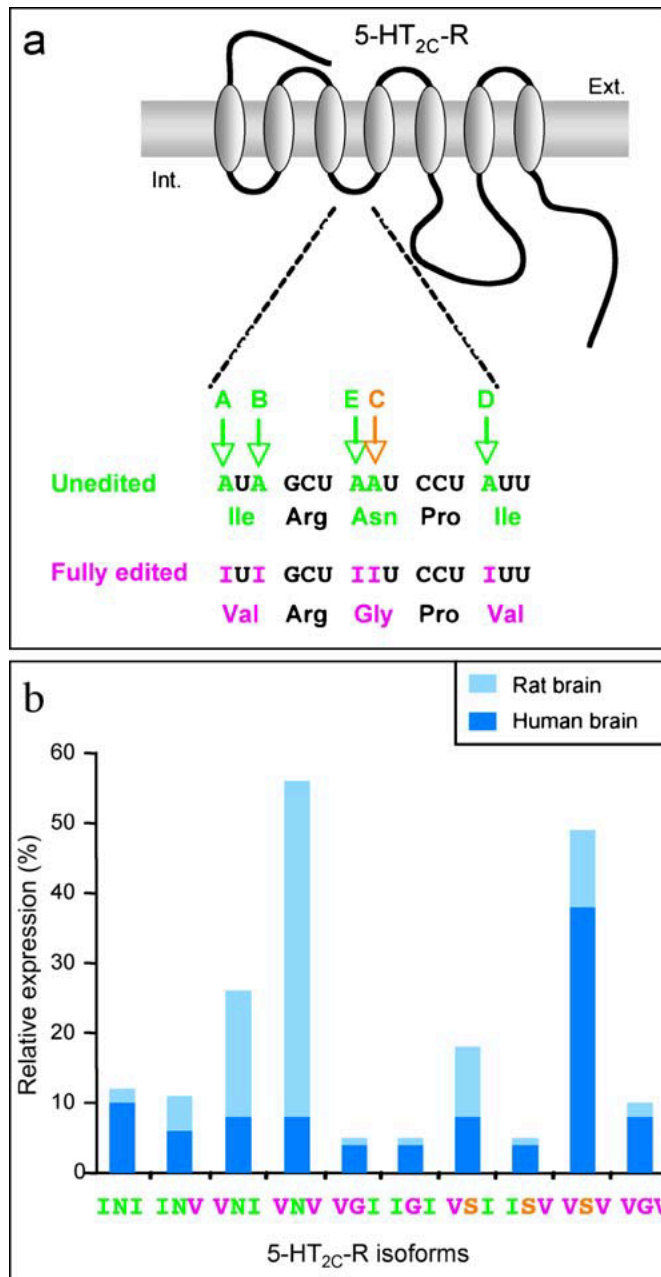 a
5-HT2C-R
Ext.
Int.
A B E C D
Unedited AUA GCU AAU CCU AUU
Ile Arg Asn Pro Ile
Fully edited IUI GCU IIU CCU IUU
Val Arg Gly Pro Val
b
Rat brain
Human brain
Relative expression (%)
60
50
40
30
20
10
0
INI INV VNI VNV VGI IGI VSI ISV VSV VGV
5-HT2C-R isoforms